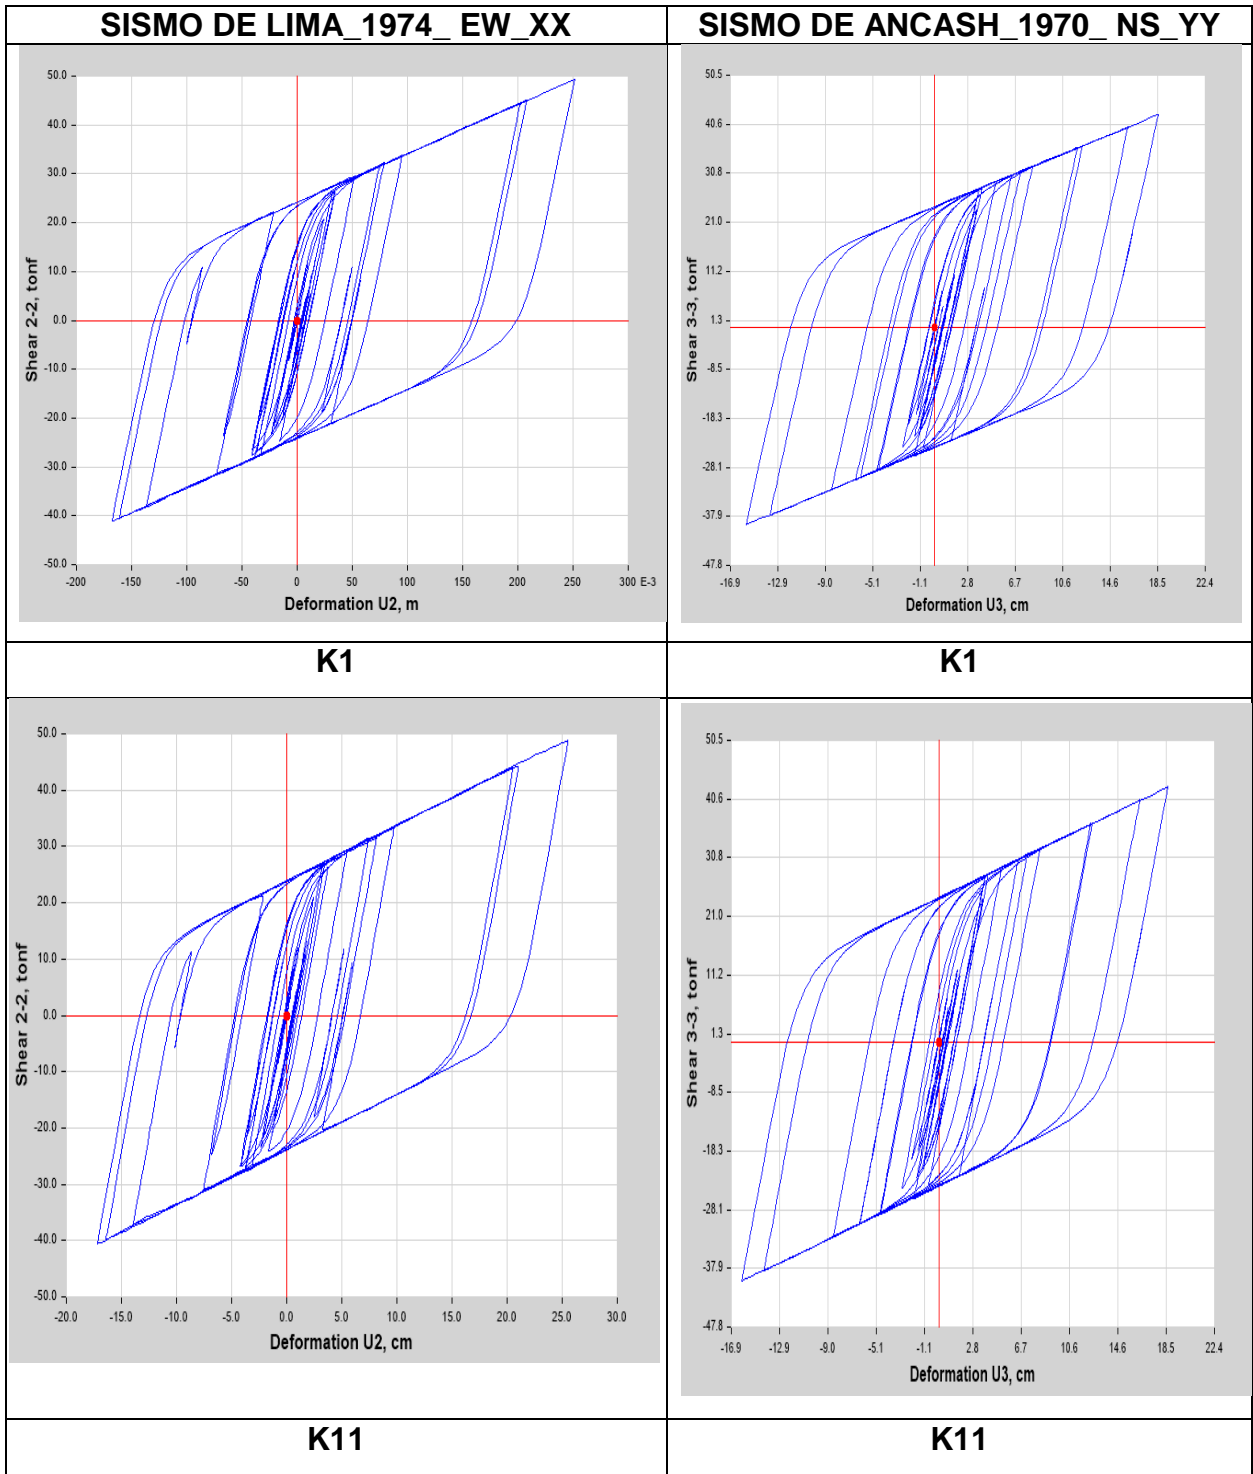 SISMO DE LIMA_1974_ EW_XX
SISMO DE ANCASH_1970_ NS_YY
50.0
40.0
30.0
20.0
10.0
0.0
-10.0
-20.0
-30.0
-40.0
-50.0
Shear 2-2, tonf
-200 -150 -100 -50 0 50 100 150 200 250 300 E-3
Deformation U2, m
50.5
40.6
30.8
21.0
11.2
1.3
-8.5
-18.3
-28.1
-37.9
-47.8
Shear 3-3, tonf
-16.9 -12.9 -9.0 -5.1 -1.1 2.8 6.7 10.6 14.6 18.5 22.4
Deformation U3, cm
K1
K1
50.0
40.0
30.0
20.0
10.0
0.0
-10.0
-20.0
-30.0
-40.0
-50.0
Shear 2-2, tonf
-20.0 -15.0 -10.0 -5.0 0.0 5.0 10.0 15.0 20.0 25.0 30.0
Deformation U2, cm
50.5
40.6
30.8
21.0
11.2
1.3
-8.5
-18.3
-28.1
-37.9
-47.8
Shear 3-3, tonf
-16.9 -12.9 -9.0 -5.1 -1.1 2.8 6.7 10.6 14.6 18.5 22.4
Deformation U3, cm
K11
K11